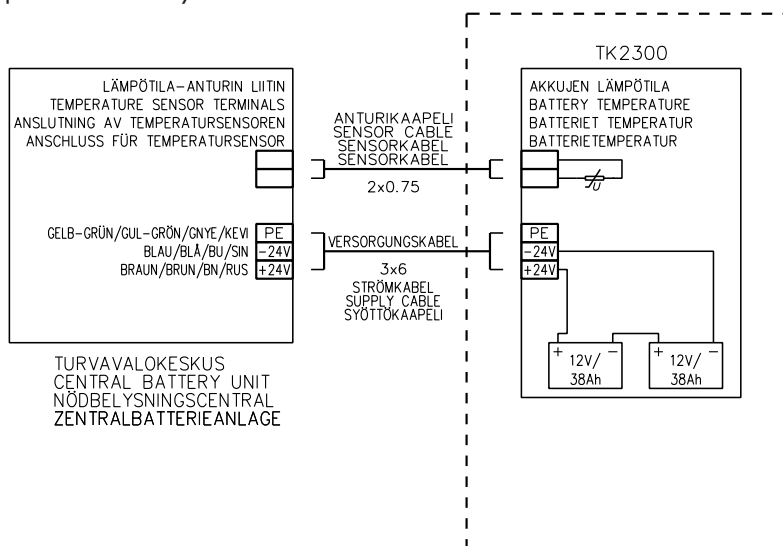 TK2300
LÄMPÖTILA-ANTURIN LIITIN
TEMPERATURE SENSOR TERMINALS
ANSLUTNING AV TEMPERATURSENSOREN
ANSCHLUSS FÜR TEMPERATURSENSOR
GELB-GRÜN/GUL-GRÖN/GNYE/KEVI PE
BLAU/BLÅ/BU/SIN -24V
BRAUN/BRUN/BN/RUS +24V
TURVAVALOKESKUS
CENTRAL BATTERY UNIT
NÖDBELYSNINGSCENTRAL
ZENTRALBATTERIEANLAGE
ANTURIKAAPELI
SENSOR CABLE
SENSORKABEL
SENSORKABEL
2x0.75
VERSORGUNGSKABEL
3x6
STRÖMKABEL
SUPPLY CABLE
SYÖTTÖKAAPELI
AKKUJEN LÄMPÖTILA
BATTERY TEMPERATURE
BATTERIET TEMPERATUR
BATTERIETEMPERATUR
U
PE
-24V
+24V
+ 12V/ -
38Ah
+ 12V/ -
38Ah